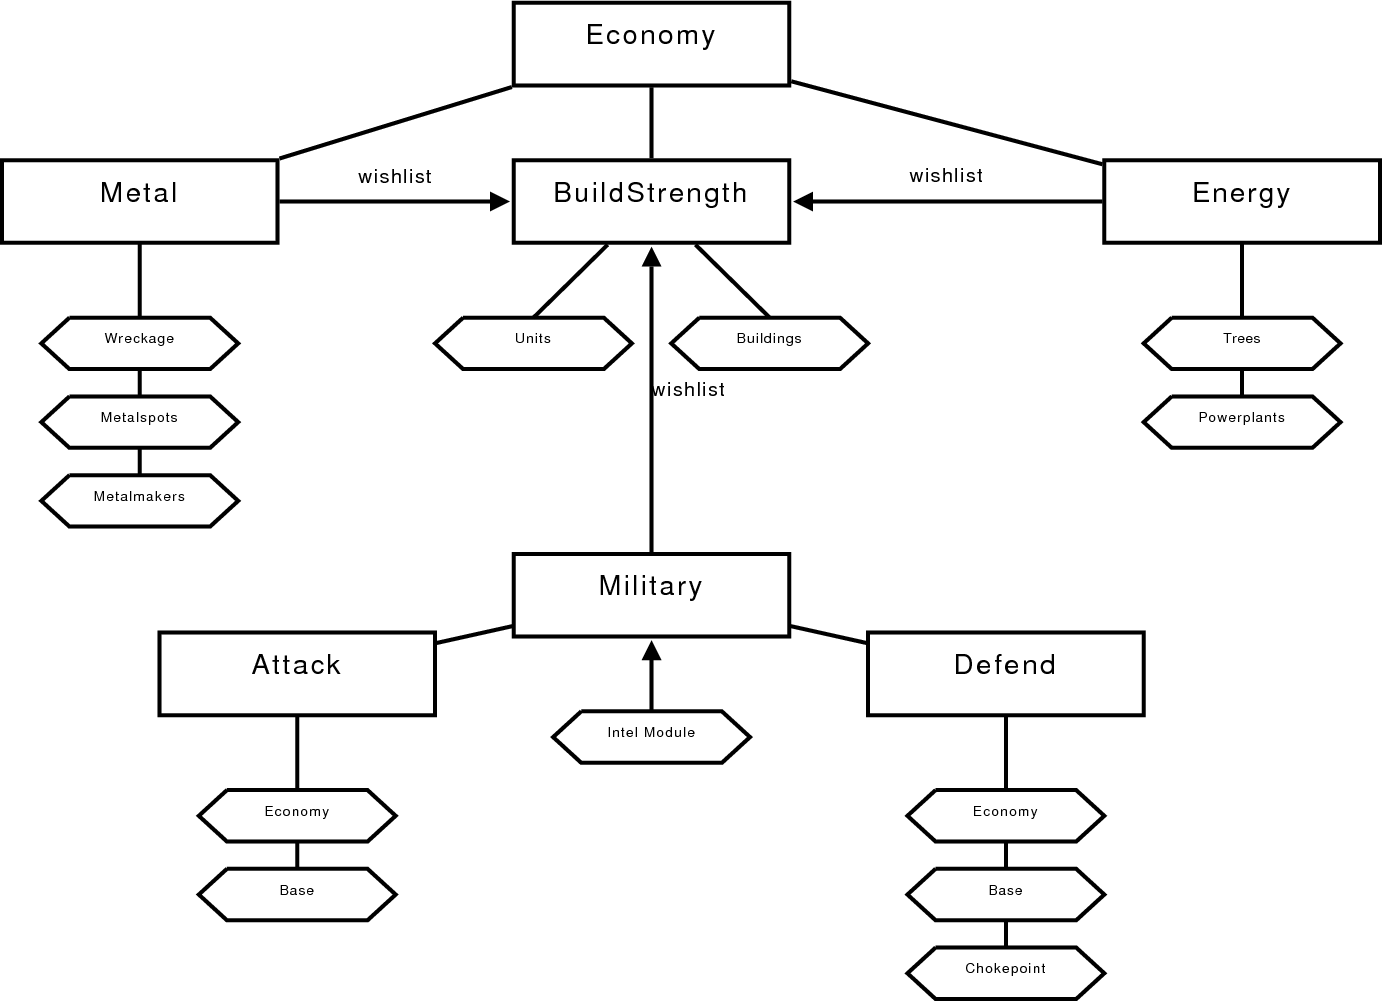 Economy
Metal
wishlist
BuildStrength
wishlist
Energy
Wreckage
Units
Buildings
Trees
wishlist
Metalspots
Powerplants
Metalmakers
Military
Attack
Defend
Intel Module
Economy
Economy
Base
Base
Chokepoint